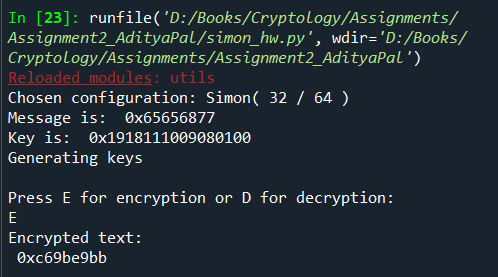 In [23]: runfile('D:/Books/Cryptology/Assignments/
Assignment2_AdityaPal/simon_hw.py', wdir='D:/Books/
Cryptology/Assignments/Assignment2_AdityaPal')
Reloaded modules: utils
Chosen configuration: Simon( 32 / 64 )
Message is:  0x65656877
Key is:  0x1918111009080100
Generating keys
Press E for encryption or D for decryption:
E
Encrypted text:
0xc69be9bb